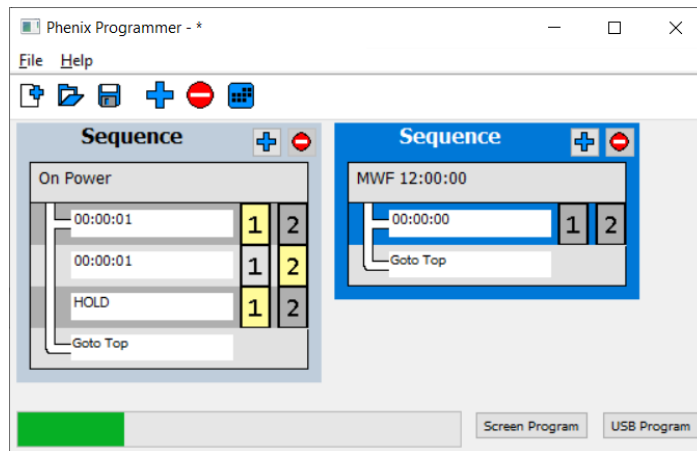 Phenix Programmer - *
File Help
Sequence
On Power
00:00:01 1 2
00:00:01 1 2
HOLD 1 2
Goto Top
Sequence
MWF 12:00:00
00:00:00 1 2
Goto Top
Screen Program USB Program